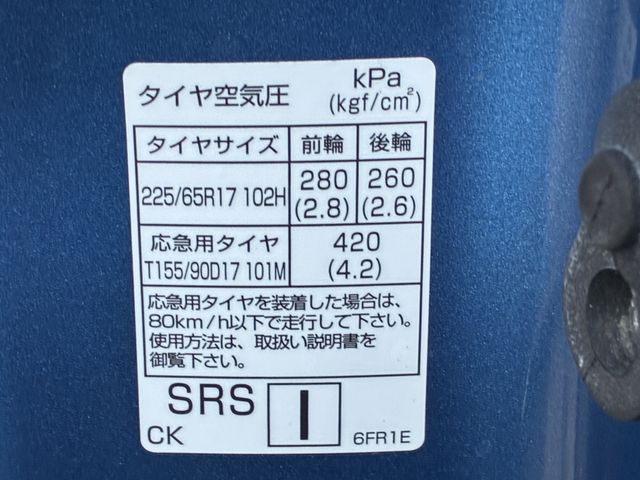 タイヤ空気圧 kPa
(kgf/cm²)
タイヤサイズ 前輪 後輪
225/65R17 102H 280 260
(2.8) (2.6)
応急用タイヤ 420
T155/90D17 101M (4.2)
応急用タイヤを装着した場合は、
80km/h以下で走行して下さい。
使用方法は、取扱い説明書を
御覧下さい。
SRS I
CK 6FR1E